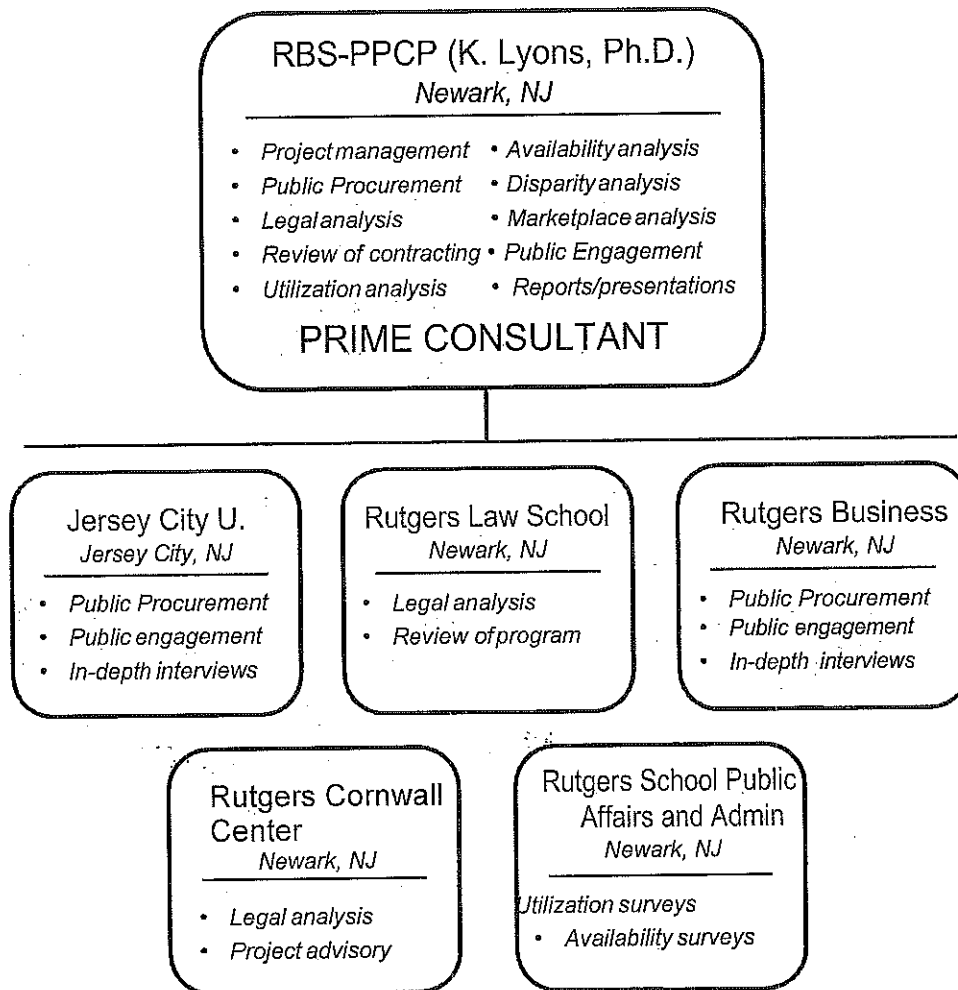 RBS-PPCP (K. Lyons, Ph.D.)
Newark, NJ
• Project management • Availability analysis
• Public Procurement • Disparity analysis
• Legal analysis • Marketplace analysis
• Review of contracting • Public Engagement
• Utilization analysis • Reports/presentations
PRIME CONSULTANT
Jersey City U.
Jersey City, NJ
• Public Procurement
• Public engagement
• In-depth interviews
Rutgers Law School
Newark, NJ
• Legal analysis
• Review of program
Rutgers Business
Newark, NJ
• Public Procurement
• Public engagement
• In-depth interviews
Rutgers Cornwall
Center
Newark, NJ
• Legal analysis
• Project advisory
Rutgers School Public
Affairs and Admin
Newark, NJ
Utilization surveys
• Availability surveys